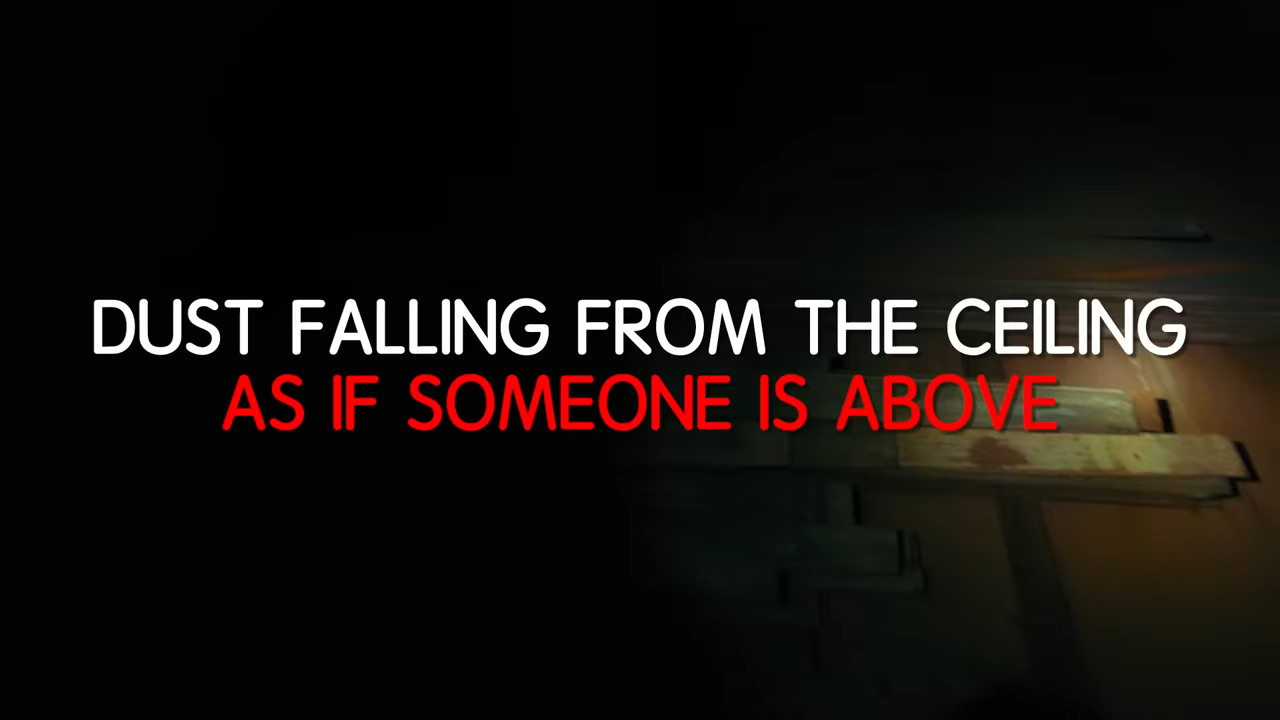 DUST FALLING FROM THE CEILING
AS IF SOMEONE IS ABOVE